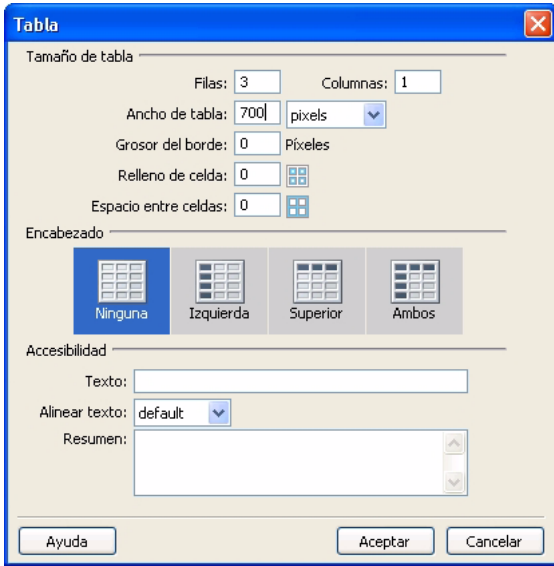 Tabla
Tamaño de tabla
Filas: 3 Columnas: 1
Ancho de tabla: 700 pixels
Grosor del borde: 0 Píxeles
Relleno de celda: 0
Espacio entre celdas: 0
Encabezado
Ninguna Izquierda Superior Ambos
Accesibilidad
Texto:
Alinear texto: default
Resumen:
Ayuda Aceptar Cancelar